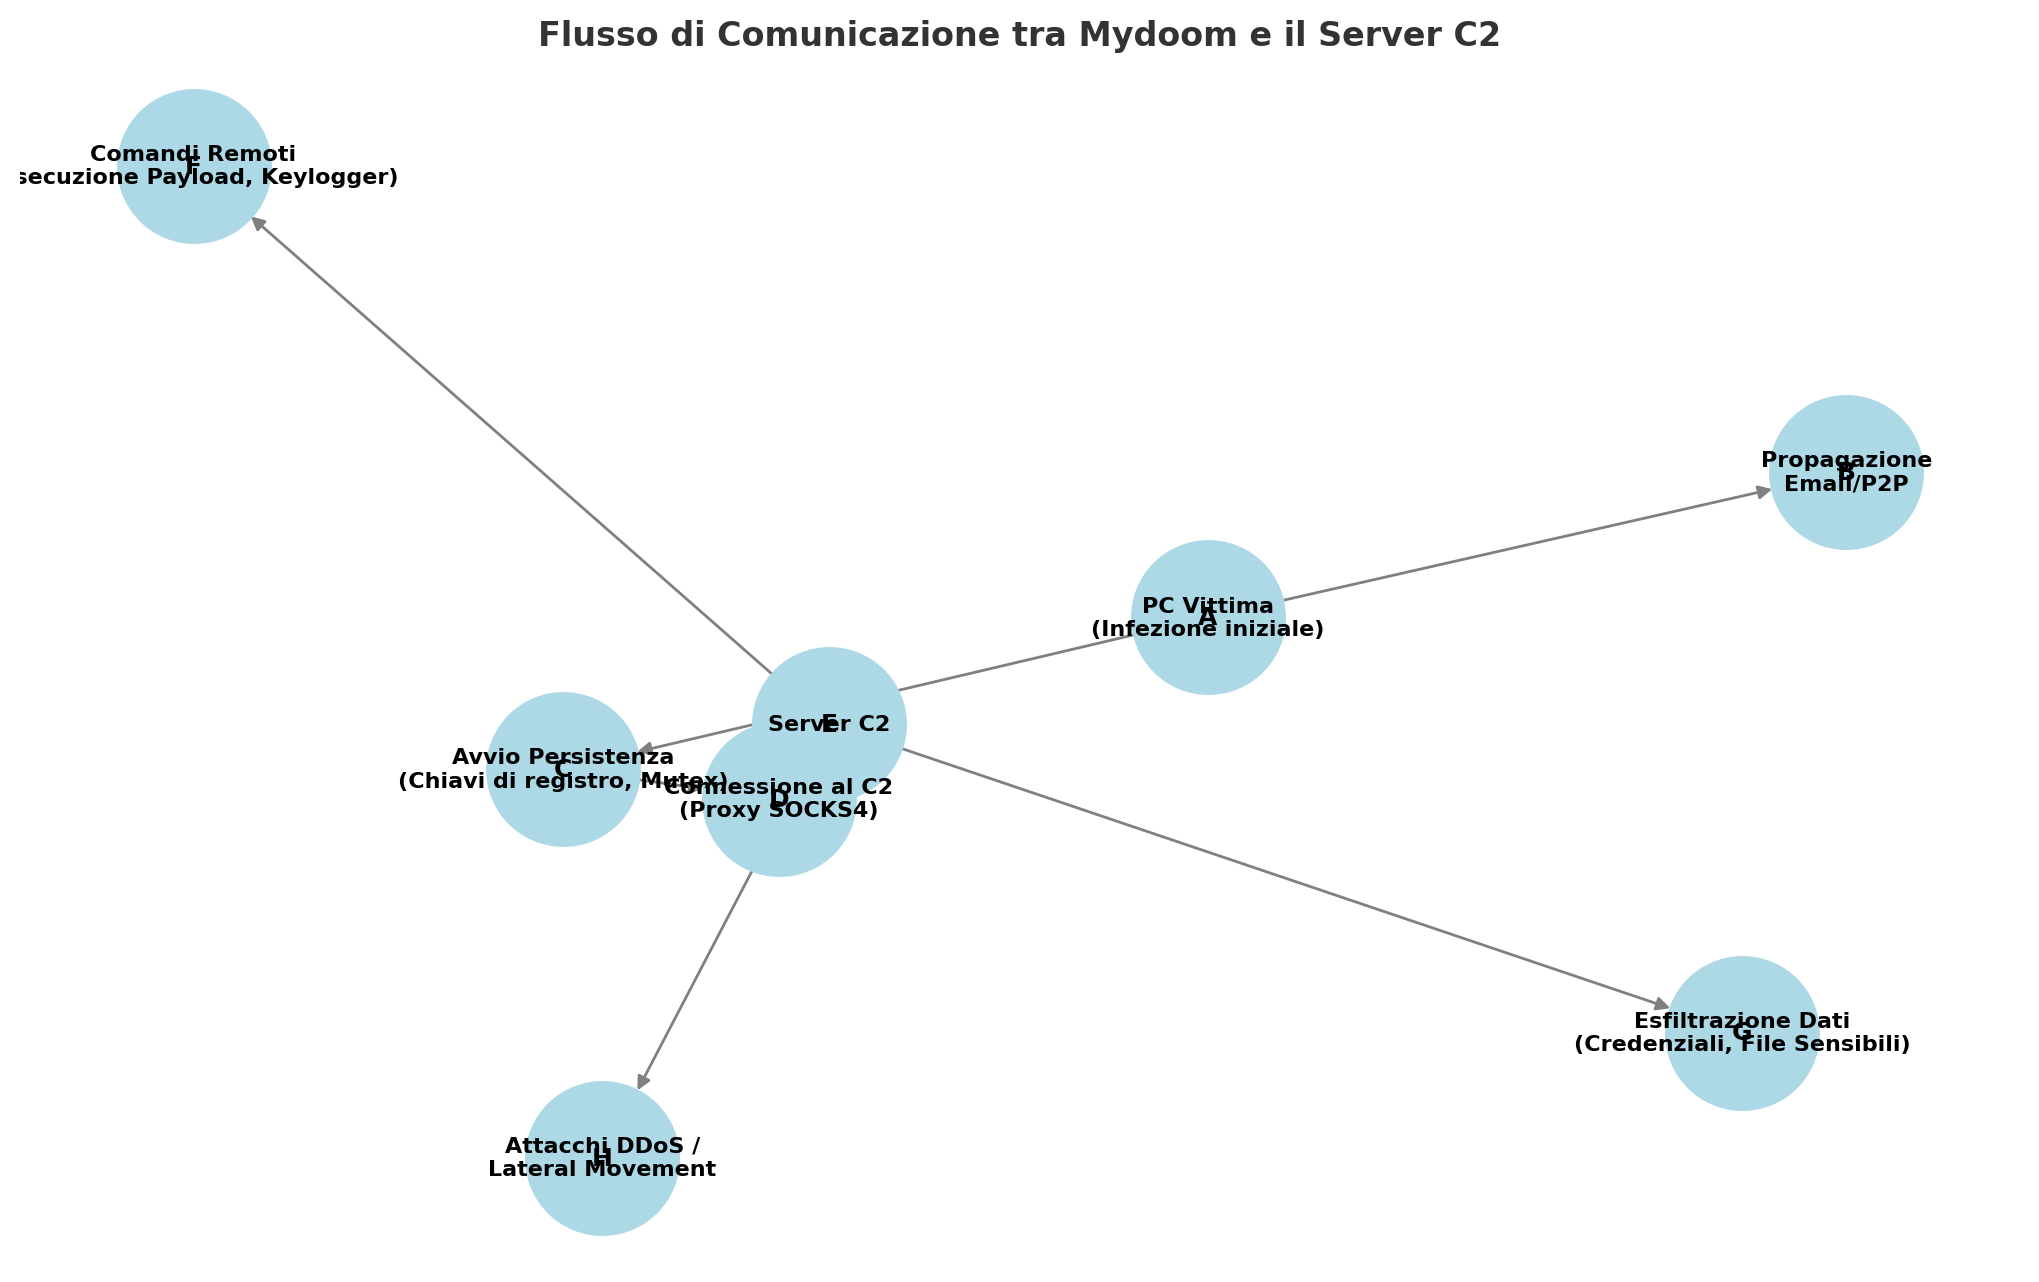 Flusso di Comunicazione tra Mydoom e il Server C2
Comandi Remoti
F
secuzione Payload, Keylogger)
Propagazione
B
Email/P2P
PC Vittima
A
(Infezione iniziale)
Server C2
E
Avvio Persistenza
C
(Chiavi di registro, Mutex)
Connessione al C2
D
(Proxy SOCKS4)
Esfiltrazione Dati
G
(Credenziali, File Sensibili)
Attacchi DDoS /
H
Lateral Movement